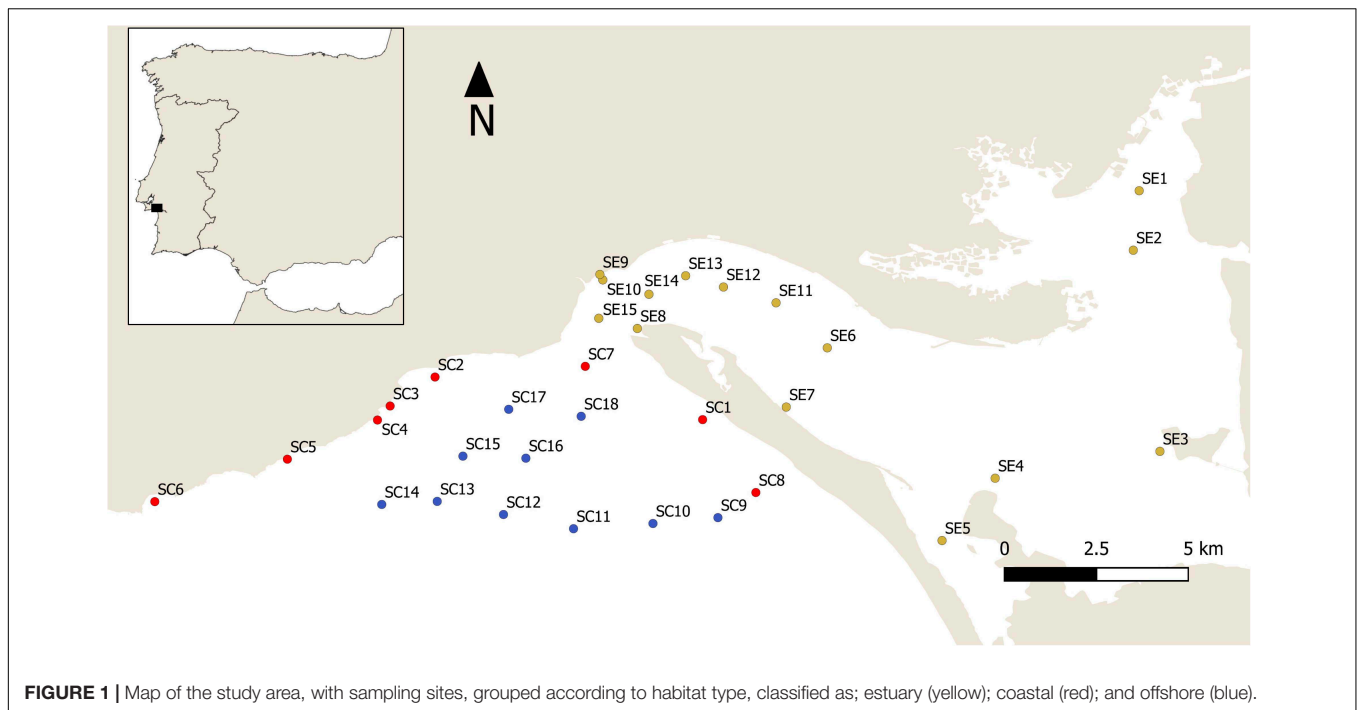 N
SE1
SE2
SE9
SE13
SE10
SE14
SE12
SE11
SE15
SE8
SE6
SC7
SC2
SC3
SC17
SC18
SC1
SE7
SC4
SC5
SC15
SC16
SE3
SE4
SC6
SC14
SC13
SC12
SC8
SC11
SC10
SC9
SE5
0 2.5 5 km
FIGURE 1 | Map of the study area, with sampling sites, grouped according to habitat type, classified as; estuary (yellow); coastal (red); and offshore (blue).